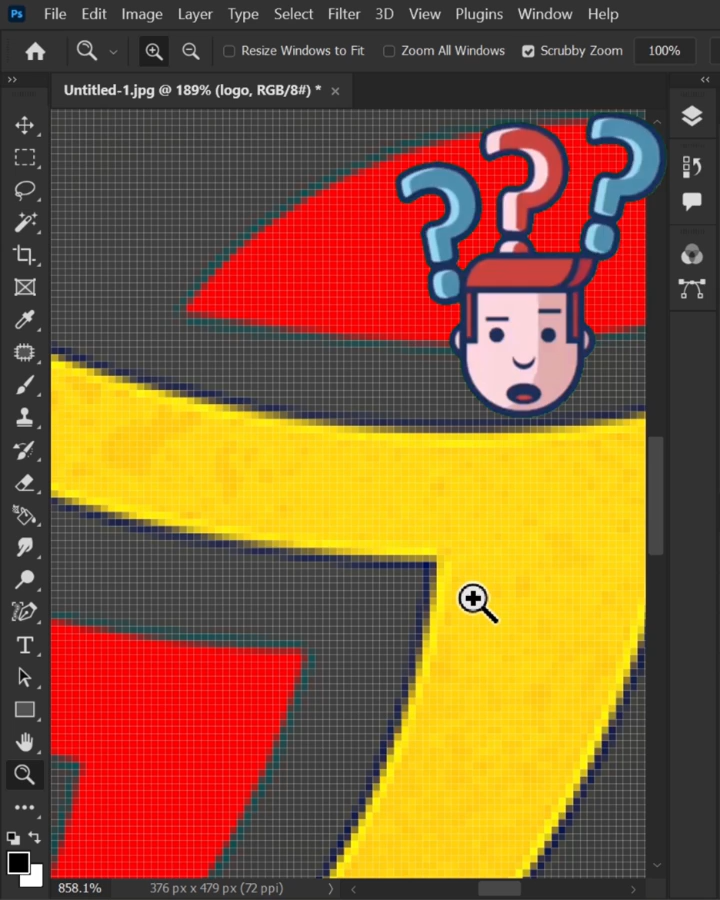 Ps File Edit Image Layer Type Select Filter 3D View Plugins Window Help
Resize Windows to Fit Zoom All Windows Scrubby Zoom 100%
Untitled-1.jpg @ 189% (logo, RGB/8#) * ×
858.1% 376 px x 479 px (72 ppi)